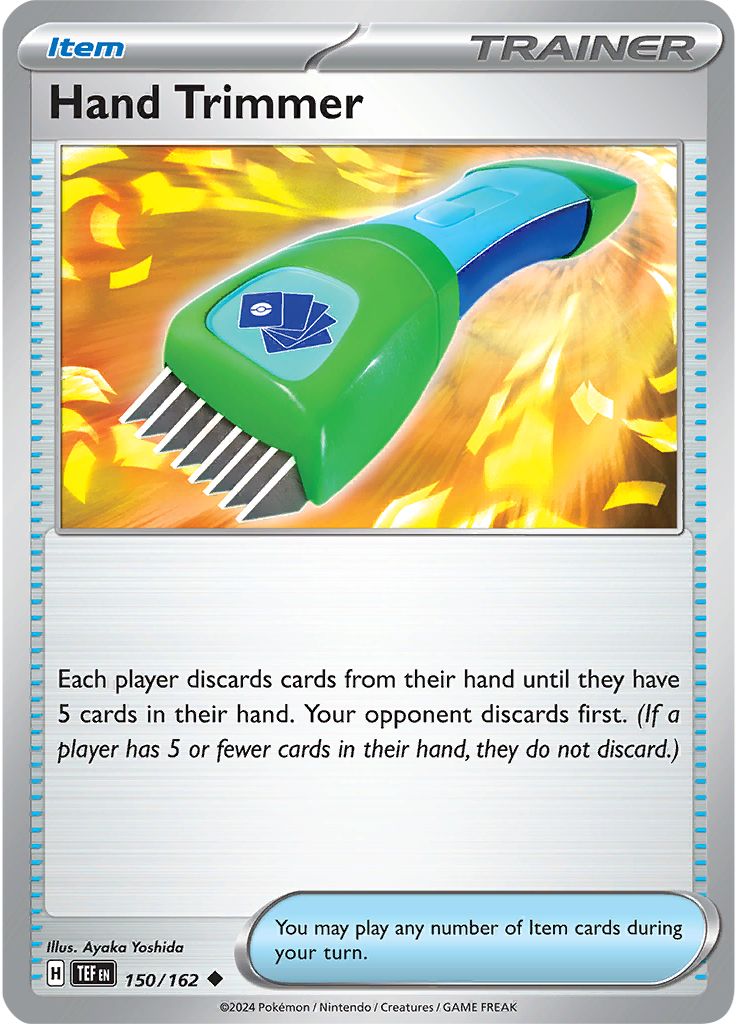 Item
TRAINER
Hand Trimmer
Each player discards cards from their hand until they have
5 cards in their hand. Your opponent discards first. (If a
player has 5 or fewer cards in their hand, they do not discard.)
You may play any number of Item cards during
your turn.
Illus. Ayaka Yoshida
H TEF EN 150/162
©2024 Pokémon / Nintendo / Creatures / GAME FREAK